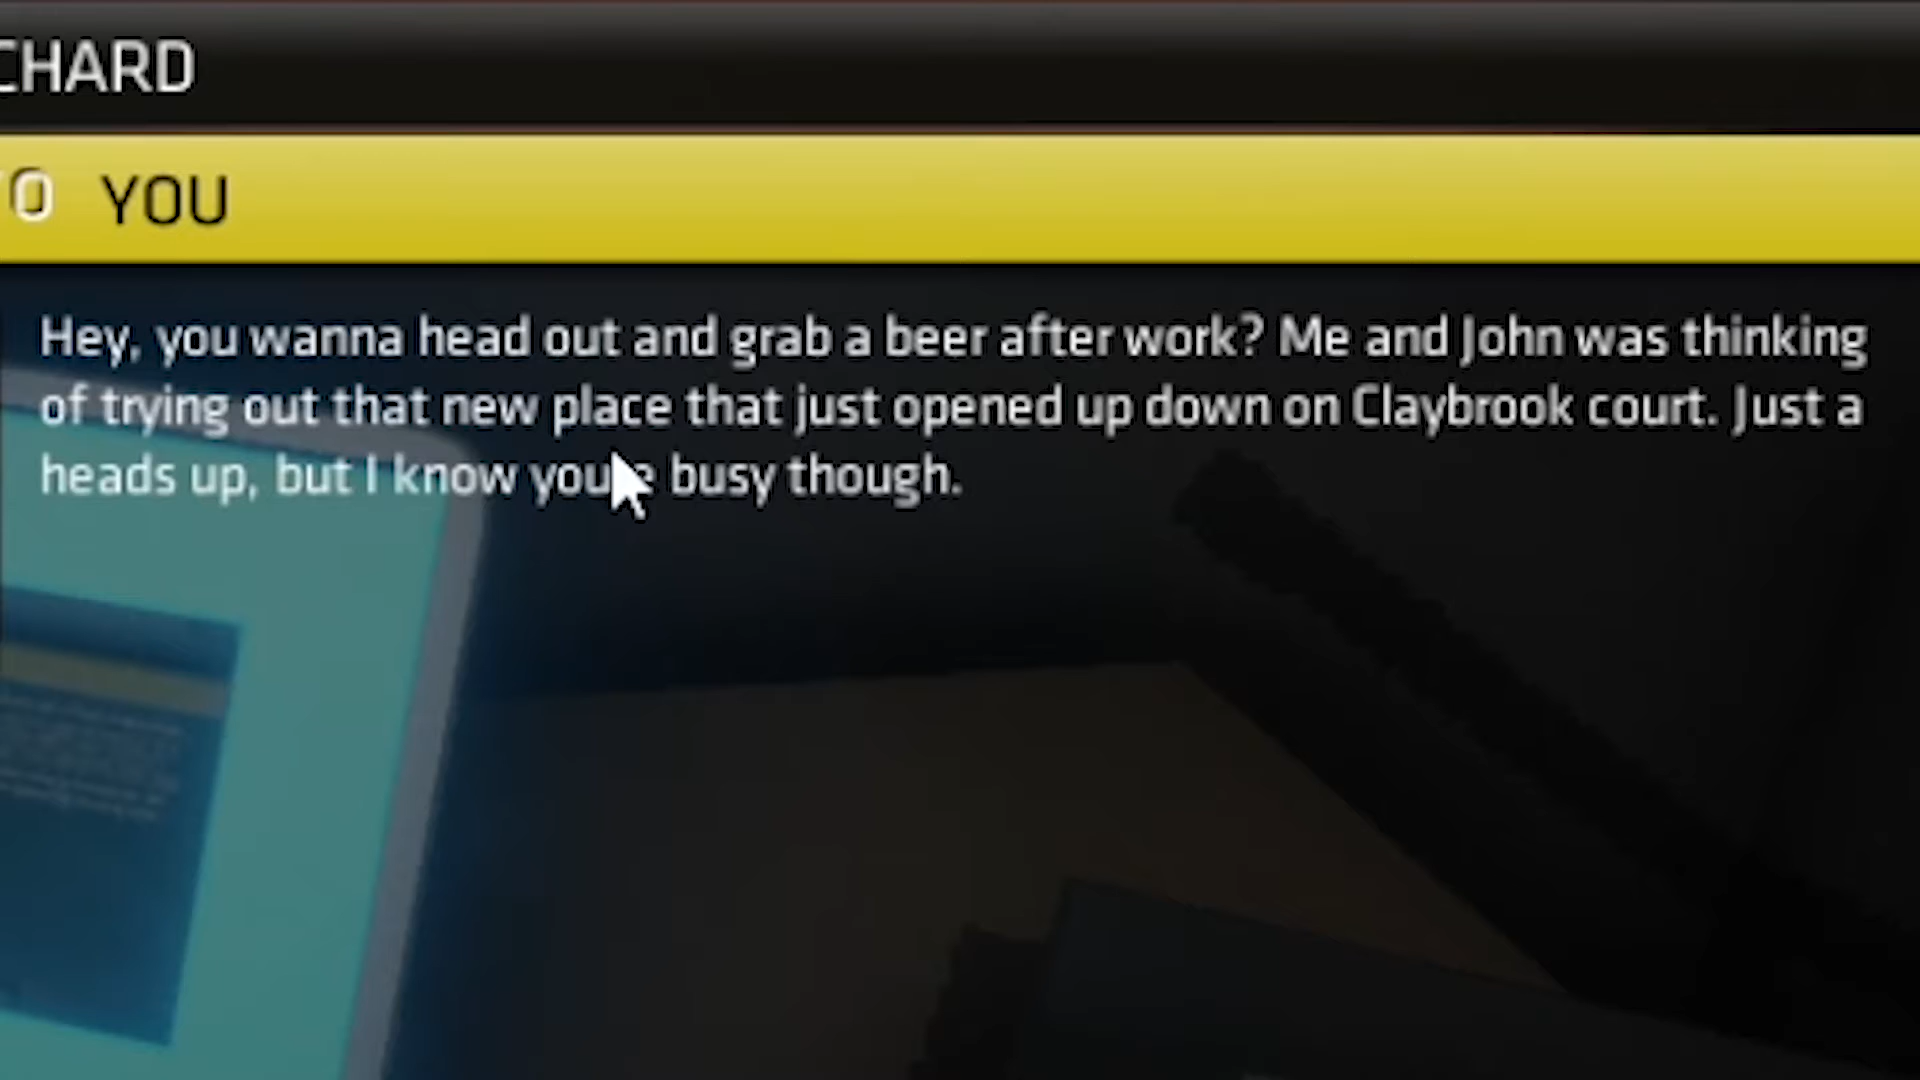 CHARD
O YOU
Hey, you wanna head out and grab a beer after work? Me and John was thinking
of trying out that new place that just opened up down on Claybrook court. Just a
heads up, but I know you're busy though.